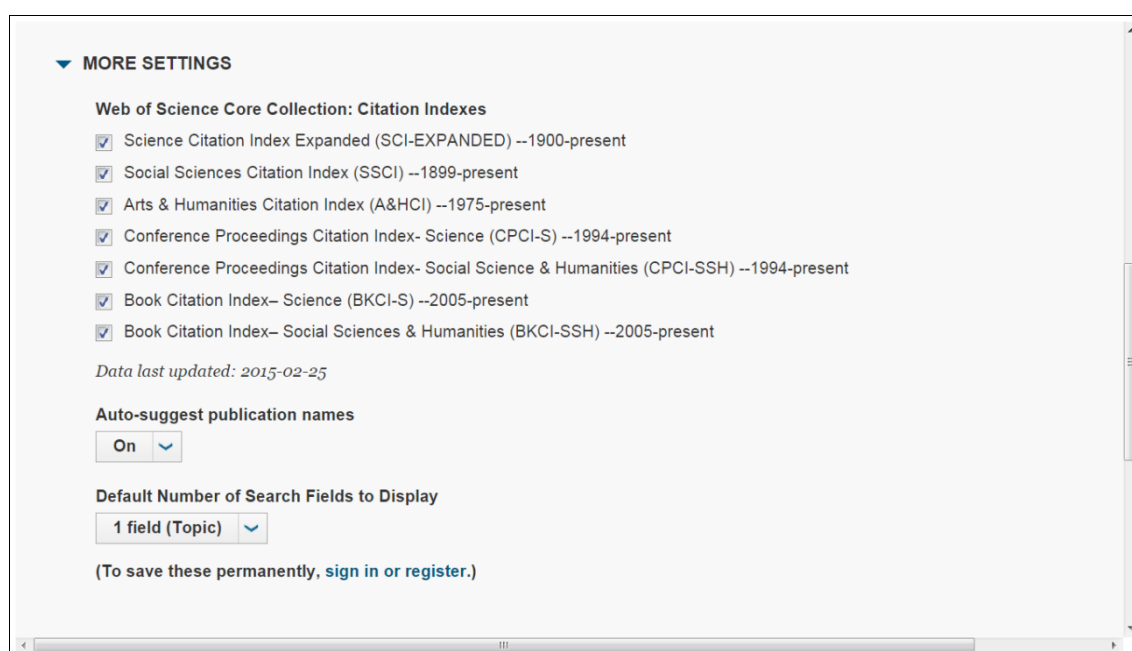 MORE SETTINGS
Web of Science Core Collection: Citation Indexes
Science Citation Index Expanded (SCI-EXPANDED) --1900-present
Social Sciences Citation Index (SSCI) --1899-present
Arts & Humanities Citation Index (A&HCI) --1975-present
Conference Proceedings Citation Index- Science (CPCI-S) --1994-present
Conference Proceedings Citation Index- Social Science & Humanities (CPCI-SSH) --1994-present
Book Citation Index– Science (BKCI-S) --2005-present
Book Citation Index– Social Sciences & Humanities (BKCI-SSH) --2005-present
Data last updated: 2015-02-25
Auto-suggest publication names
On
Default Number of Search Fields to Display
1 field (Topic)
(To save these permanently, sign in or register.)